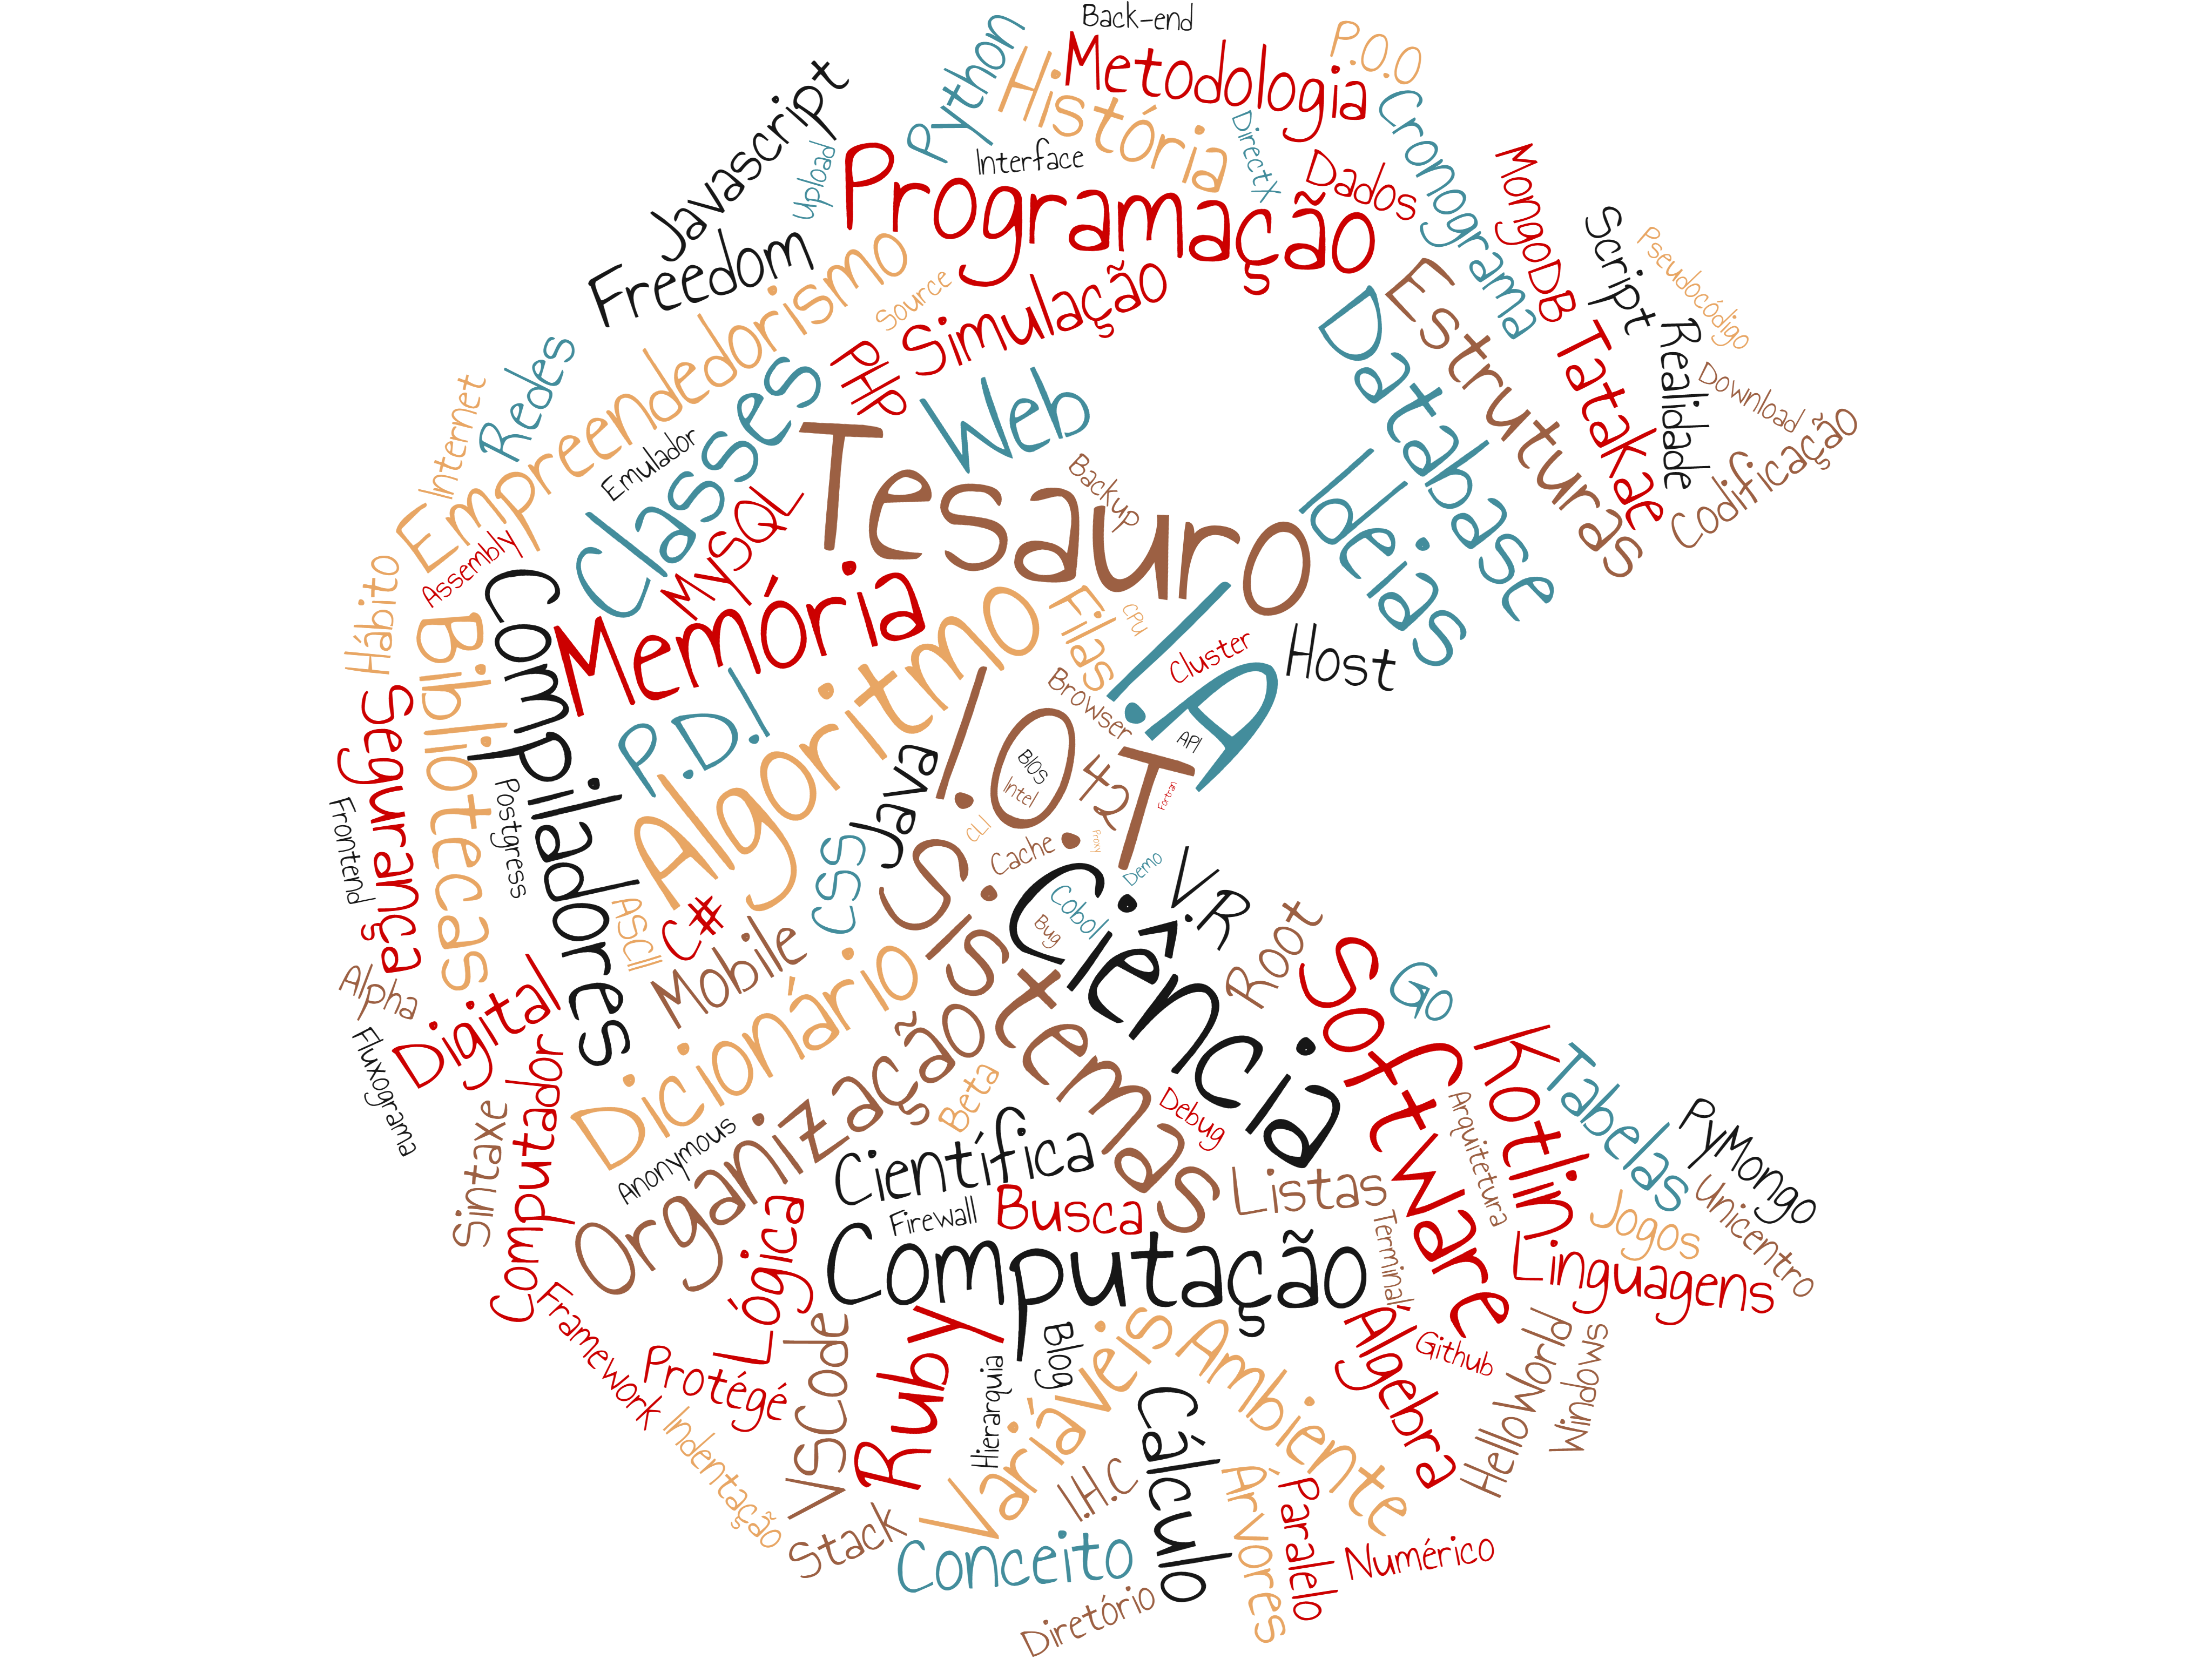 Back-end
Metodologia
P.O.O
Python
História
Javascript
Upload
Interface
DirectX
Dados
Cronograma
MongoDB
Script
Pseudocódigo
Programação
Freedom
Empreendedorismo
Source
Simulação
PHP
Estruturas
Database
Tatakae
Realidade
Download
Codificação
Redes
Internet
Emulador
Classes
Web
Tesauro
Backup
Ideias
MySQL
Assembly
Hábito
Memória
Compiladores
Bibliotecas
Algoritmo
Filas
CPU
I.A
Cluster
Host
Browser
API
Segurança
P.D.I
I.O.T
BIOS
Intel
42
Fortran
Java
Postgress
Frontend
CSS
CLI
Cache
Proxy
Demo
S.I
V.R
Ciência
Cobol
Bug
C#
ASCII
Mobile
Root
Software
Go
Alpha
Digital
Dicionário
Sistemas
Organização
Kotlin
Tabelas
Fluxograma
Computador
Sintaxe
Beta
Debug
Arquitetura
PyMongo
Unicentro
Anonymous
Científica
Listas
Jogos
Linguagens
Firewall
Busca
Lógica
Computação
Terminal
Framework
Protégé
VSCode
Ruby
Blog
Hierarquia
Variáveis
Ambiente
Álgebra
Github
Hello World
Windows
Indentação
I.H.C
Cálculo
Árvores
Paralelo
Stack
Conceito
Numérico
Diretório